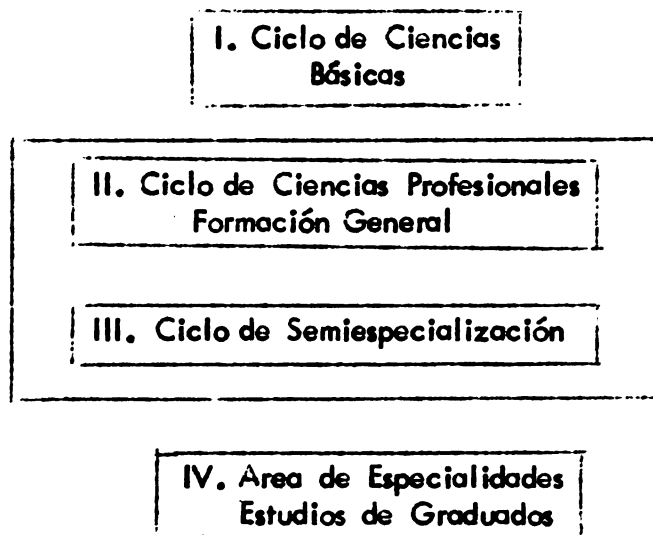 I. Ciclo de Ciencias
Básicas
II. Ciclo de Ciencias Profesionales
Formación General
III. Ciclo de Semiespecialización
IV. Area de Especialidades
Estudios de Graduados